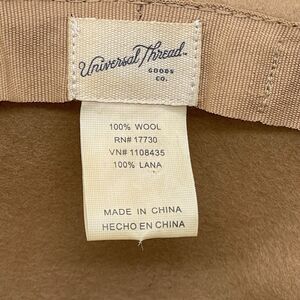 Universal Thread
GOODS
CO.
100% WOOL
RN# 17730
VN# 1108435
100% LANA
MADE IN CHINA
HECHO EN CHINA